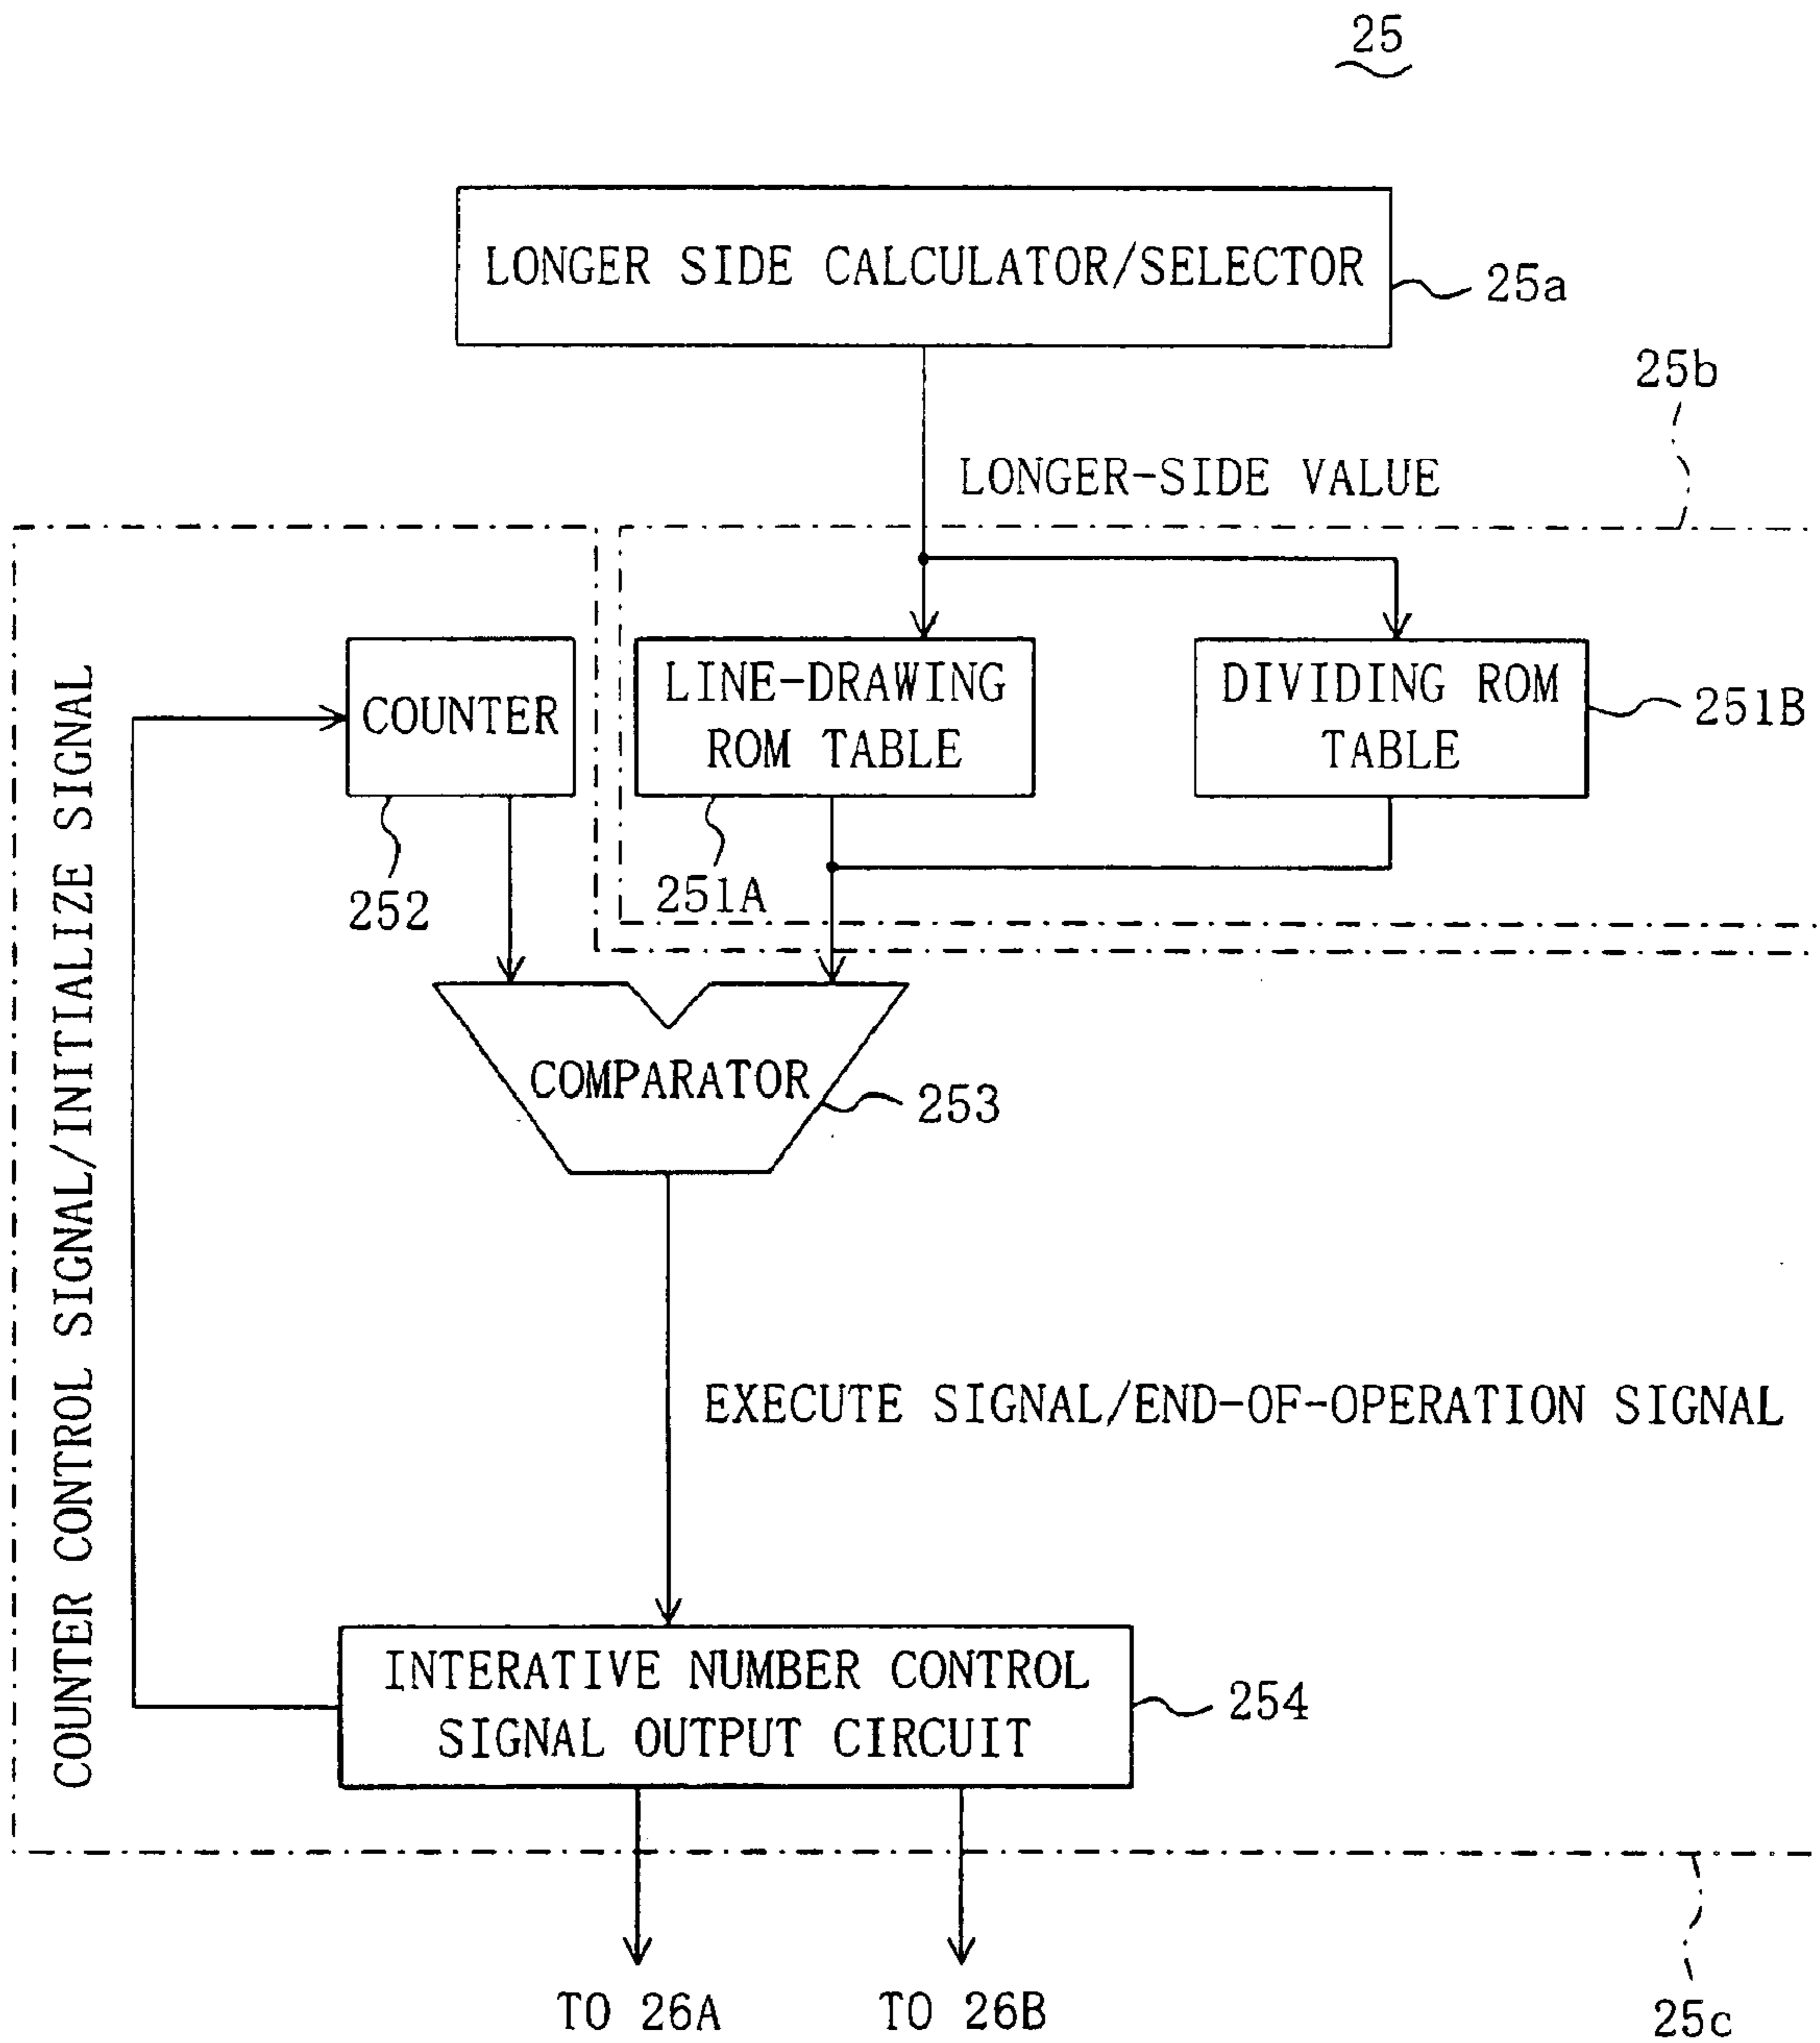 25
LONGER SIDE CALCULATOR/SELECTOR
25a
25b
LONGER-SIDE VALUE
COUNTER
LINE-DRAWING
ROM TABLE
DIVIDING ROM
TABLE
251B
252
251A
COMPARATOR
253
COUNTER CONTROL SIGNAL/INITIALIZE SIGNAL
EXECUTE SIGNAL/END-OF-OPERATION SIGNAL
INTERATIVE NUMBER CONTROL
SIGNAL OUTPUT CIRCUIT
254
TO 26A
TO 26B
25c